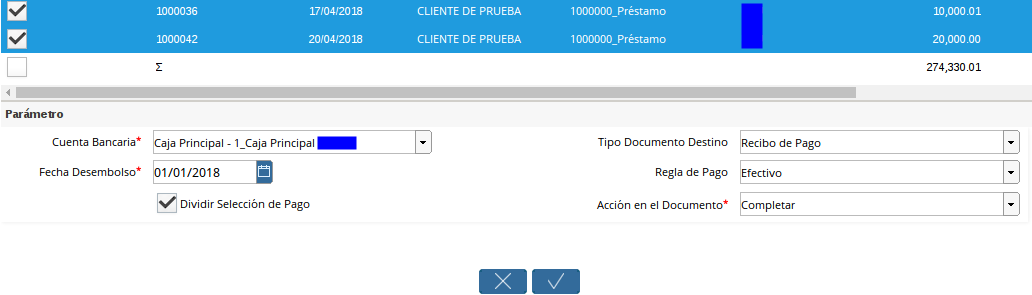 1000036 17/04/2018 CLIENTE DE PRUEBA 1000000_Préstamo 10,000.01
1000042 20/04/2018 CLIENTE DE PRUEBA 1000000_Préstamo 20,000.00
Σ 274,330.01
Parámetro
Cuenta Bancaria* Caja Principal - 1_Caja Principal Tipo Documento Destino Recibo de Pago
Fecha Desembolso* 01/01/2018 Regla de Pago Efectivo
Dividir Selección de Pago Acción en el Documento* Completar